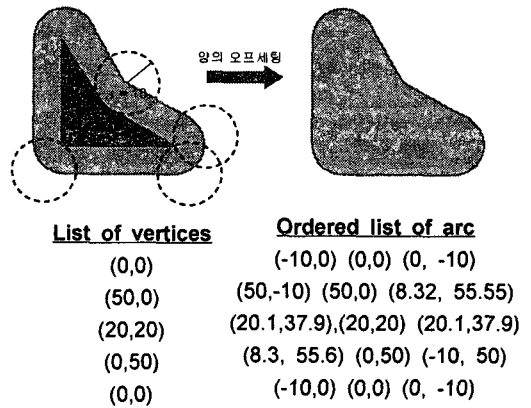 양의 오프세팅
List of vertices
(0,0)
(50,0)
(20,20)
(0,50)
(0,0)
Ordered list of arc
(-10,0) (0,0) (0, -10)
(50,-10) (50,0) (8.32, 55.55)
(20.1,37.9),(20,20) (20.1,37.9)
(8.3, 55.6) (0,50) (-10, 50)
(-10,0) (0,0) (0, -10)